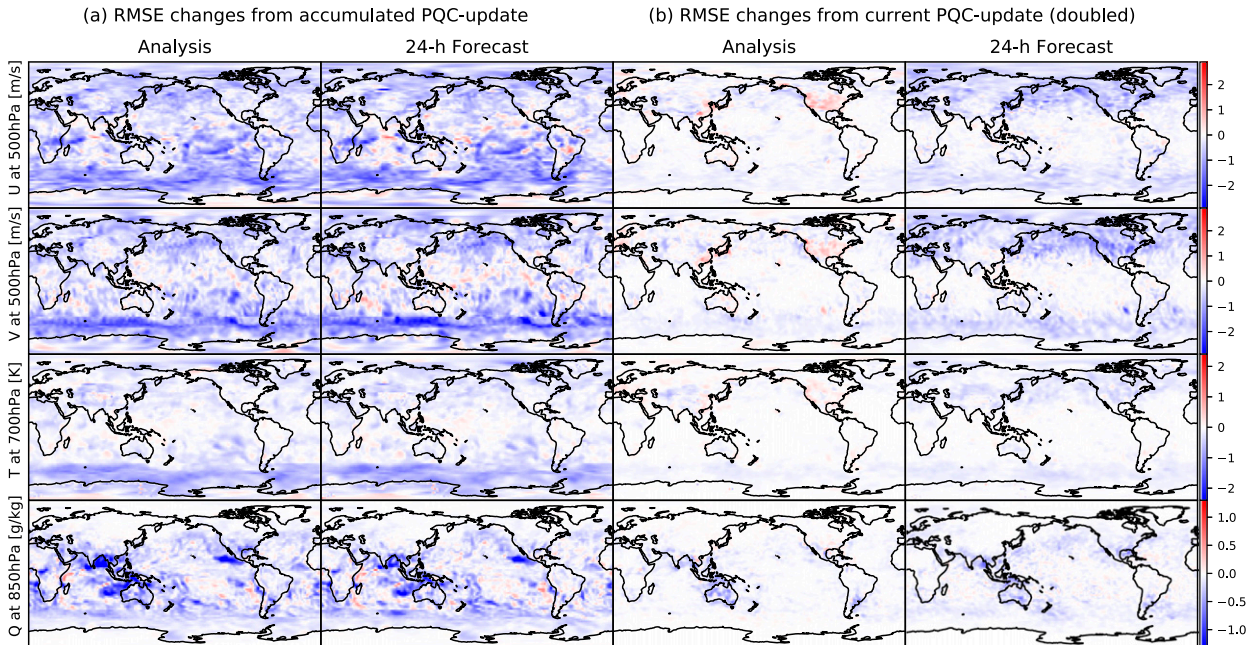 (a) RMSE changes from accumulated PQC-update
(b) RMSE changes from current PQC-update (doubled)
Analysis
24-h Forecast
Analysis
24-h Forecast
U at 500hPa [m/s]
2
1
0
−1
−2
V at 500hPa [m/s]
2
1
0
−1
−2
T at 700hPa [K]
2
1
0
−1
−2
Q at 850hPa [g/kg]
1.0
0.5
0.0
−0.5
−1.0